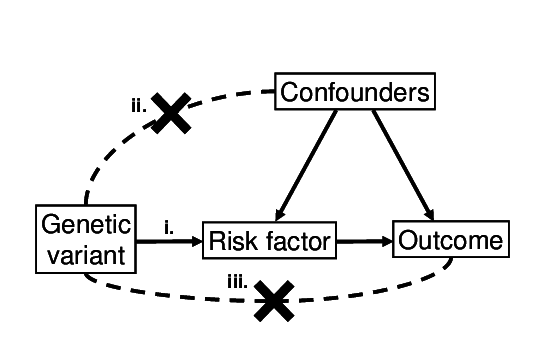 Confounders
ii.
Genetic
variant
i.
Risk factor
Outcome
iii.